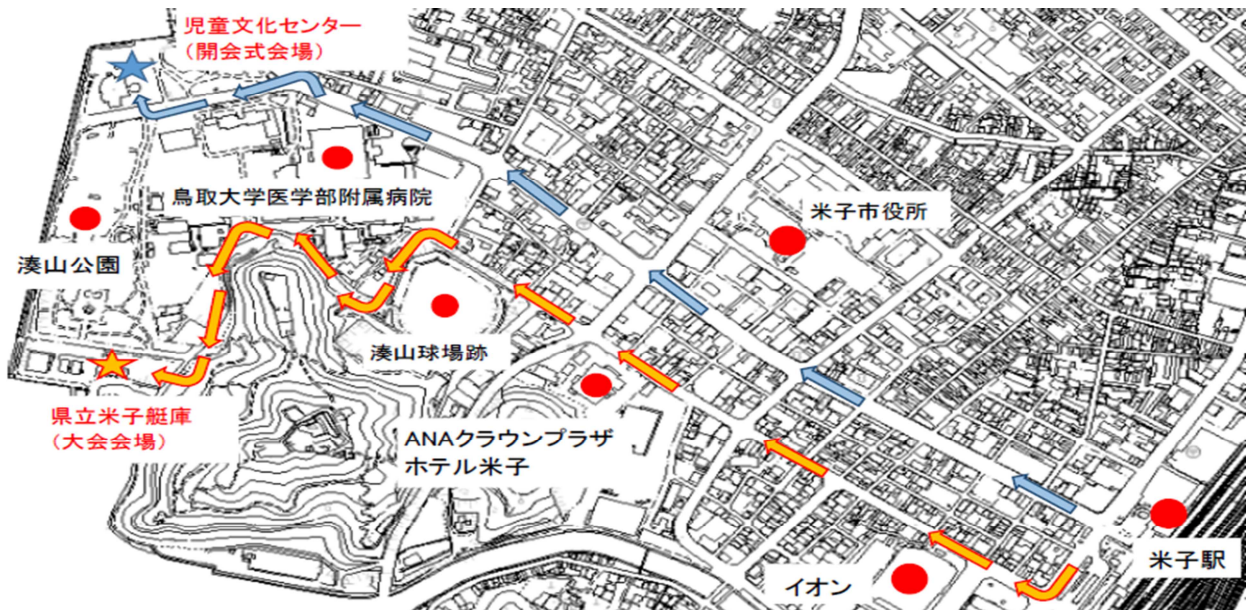 児童文化センター
（開会式会場）
鳥取大学医学部附属病院
米子市役所
湊山公園
湊山球場跡
県立米子艇庫
（大会会場）
ANAクラウンプラザ
ホテル米子
イオン
米子駅